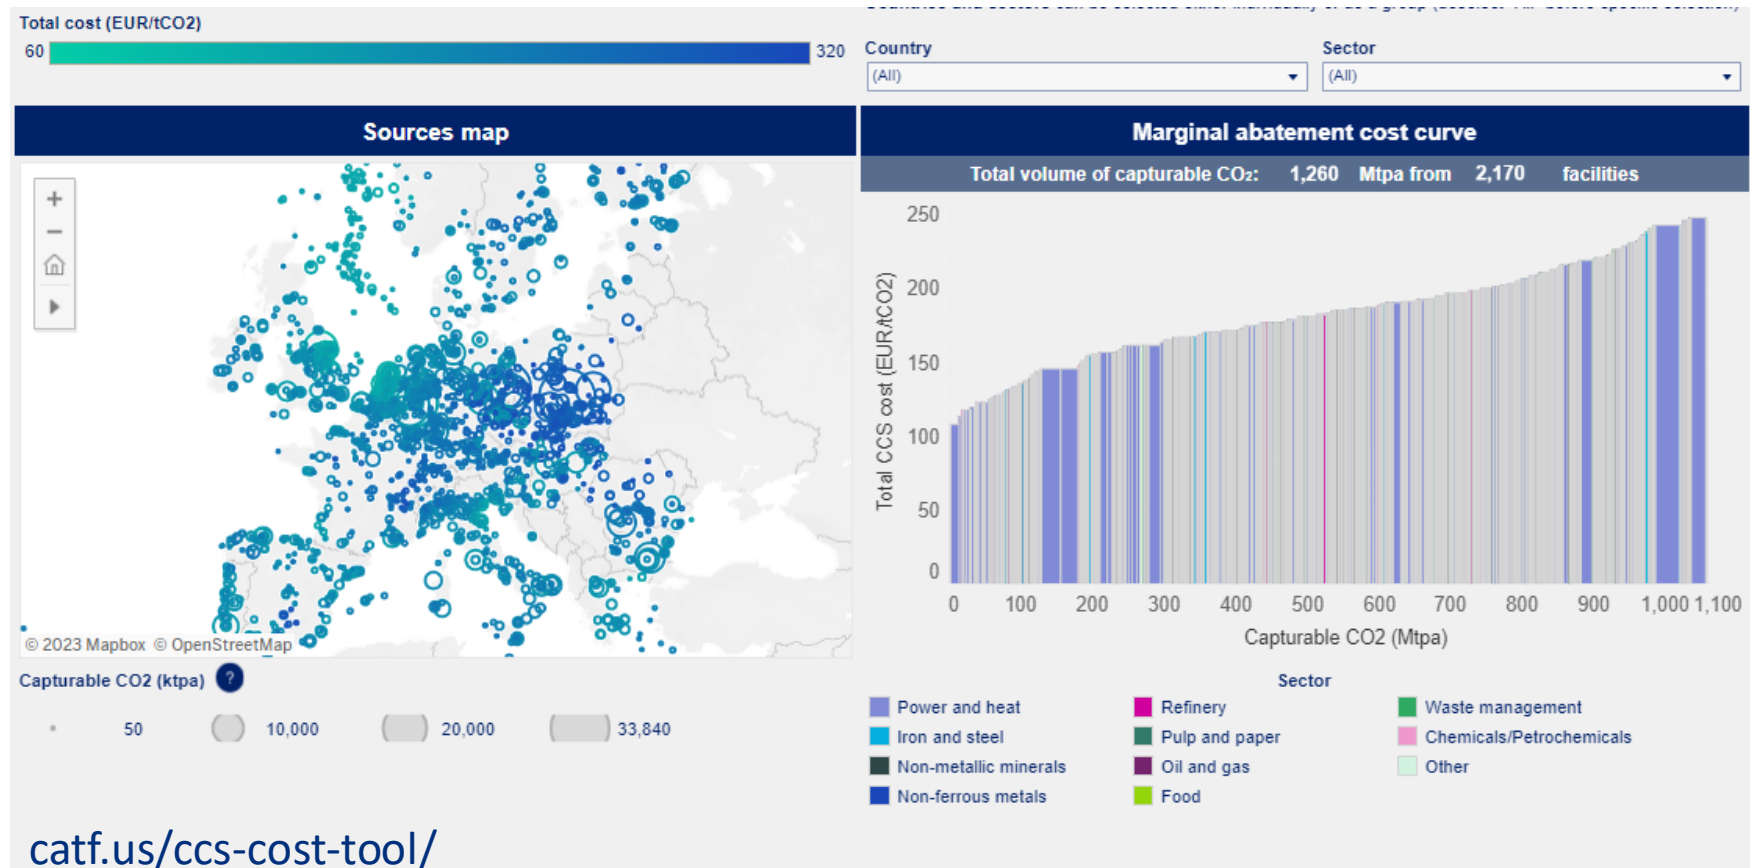 Total cost (EUR/tCO2)
60
320
Country
Sector
(All)
(All)
Sources map
Marginal abatement cost curve
Total volume of capturable CO₂: 1,260 Mtpa from 2,170 facilities
+
−
© 2023 Mapbox © OpenStreetMap
250
200
150
100
50
0
Total CCS cost (EUR/tCO2)
0 100 200 300 400 500 600 700 800 900 1,000 1,100
Capturable CO2 (Mtpa)
Capturable CO2 (ktpa) ?
50 10,000 20,000 33,840
Sector
Power and heat
Refinery
Waste management
Iron and steel
Pulp and paper
Chemicals/Petrochemicals
Non-metallic minerals
Oil and gas
Other
Non-ferrous metals
Food
catf.us/ccs-cost-tool/